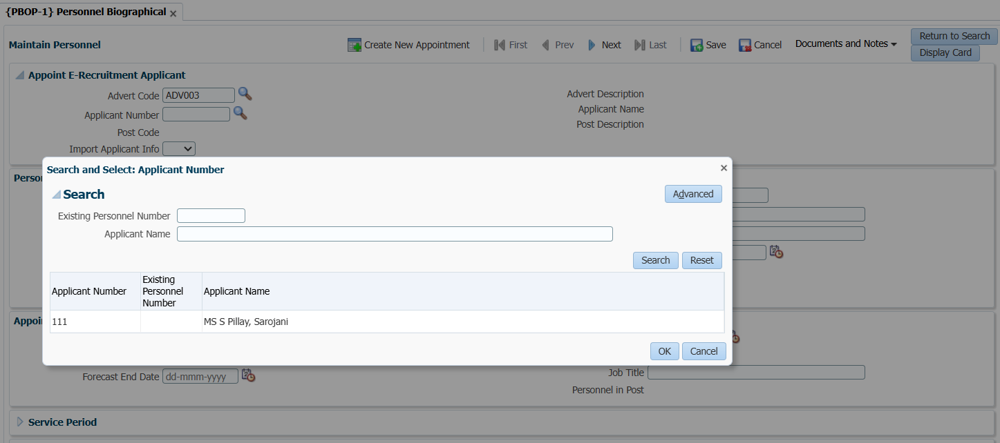 {PBOP-1} Personnel Biographical
Maintain Personnel
Create New Appointment
First
Prev
Next
Last
Save
Cancel
Documents and Notes
Return to Search
Display Card
Appoint E-Recruitment Applicant
Advert Code ADV003
Advert Description
Applicant Number
Applicant Name
Post Code
Post Description
Import Applicant Info
Search and Select: Applicant Number
Search
Advanced
Existing Personnel Number
Applicant Name
Search Reset
Applicant Number
Existing
Personnel
Number
Applicant Name
111
MS S Pillay, Sarojani
OK Cancel
Forecast End Date dd-mmm-yyyy
Job Title
Personnel in Post
Service Period